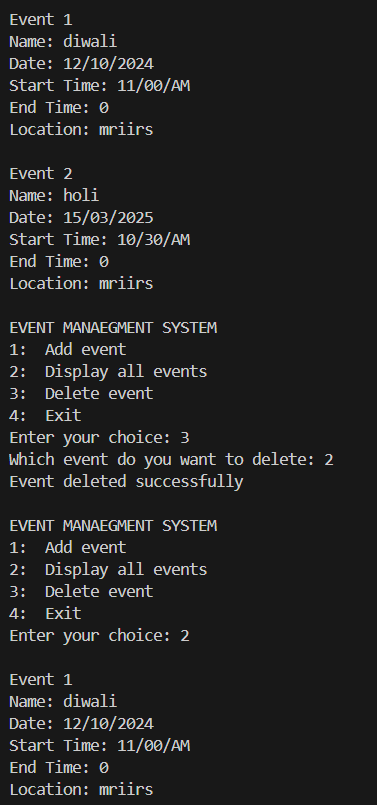 Event 1
Name: diwali
Date: 12/10/2024
Start Time: 11/00/AM
End Time: 0
Location: mriirs
Event 2
Name: holi
Date: 15/03/2025
Start Time: 10/30/AM
End Time: 0
Location: mriirs
EVENT MANAEGMENT SYSTEM
1:  Add event
2:  Display all events
3:  Delete event
4:  Exit
Enter your choice: 3
Which event do you want to delete: 2
Event deleted successfully
EVENT MANAEGMENT SYSTEM
1:  Add event
2:  Display all events
3:  Delete event
4:  Exit
Enter your choice: 2
Event 1
Name: diwali
Date: 12/10/2024
Start Time: 11/00/AM
End Time: 0
Location: mriirs